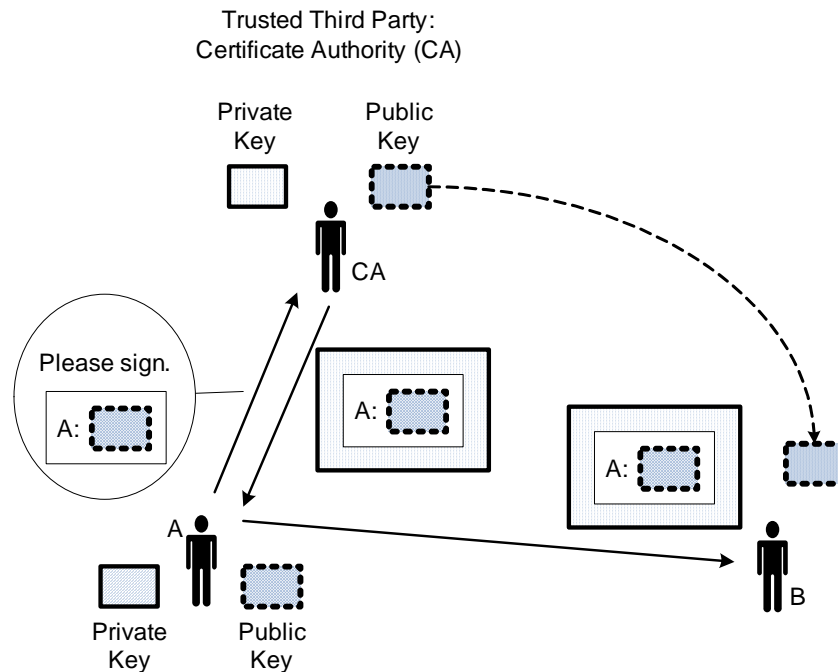 Trusted Third Party:
Certificate Authority (CA)
Private
Key
Public
Key
CA
Please sign.
A:
A:
A:
A
B
Private
Key
Public
Key